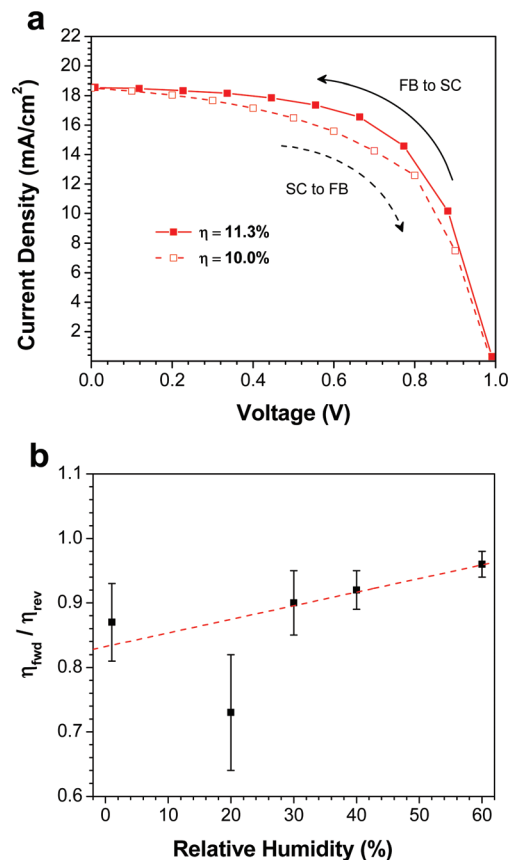 a
22
20
18
16
14
12
10
8
6
4
2
Current Density (mA/cm²)
FB to SC
SC to FB
η = 11.3%
η = 10.0%
0.0 0.2 0.4 0.6 0.8 1.0
Voltage (V)
b
1.1
1.0
0.9
0.8
0.7
0.6
ηfwd / ηrev
0 10 20 30 40 50 60
Relative Humidity (%)